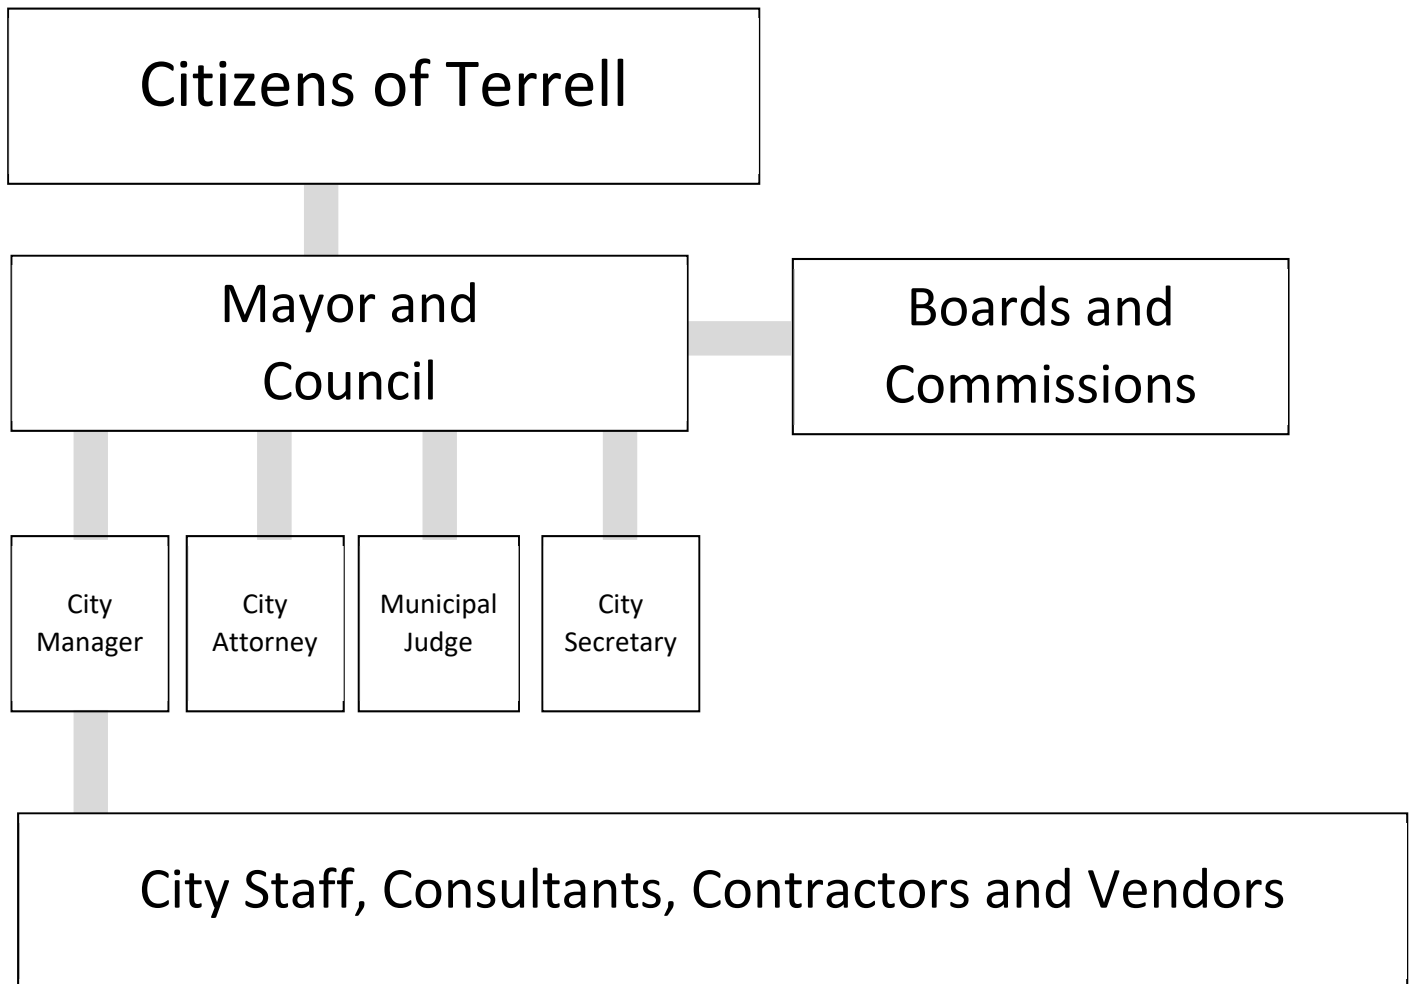 Citizens of Terrell
Mayor and
Council
Boards and
Commissions
City
Manager
City
Attorney
Municipal
Judge
City
Secretary
City Staff, Consultants, Contractors and Vendors